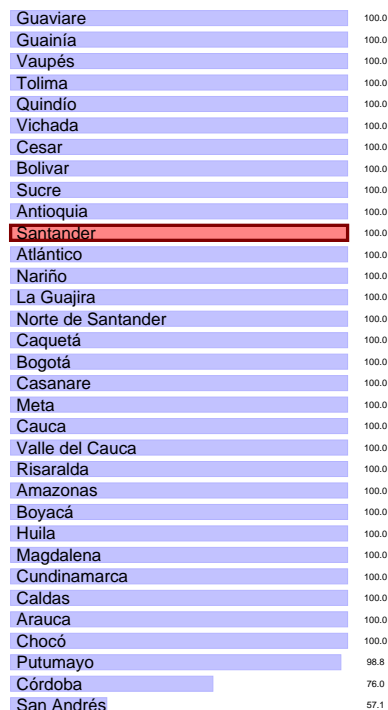 Guaviare 100.0
Guainía 100.0
Vaupés 100.0
Tolima 100.0
Quindío 100.0
Vichada 100.0
Cesar 100.0
Bolivar 100.0
Sucre 100.0
Antioquia 100.0
Santander 100.0
Atlántico 100.0
Nariño 100.0
La Guajira 100.0
Norte de Santander 100.0
Caquetá 100.0
Bogotá 100.0
Casanare 100.0
Meta 100.0
Cauca 100.0
Valle del Cauca 100.0
Risaralda 100.0
Amazonas 100.0
Boyacá 100.0
Huila 100.0
Magdalena 100.0
Cundinamarca 100.0
Caldas 100.0
Arauca 100.0
Chocó 100.0
Putumayo 98.8
Córdoba 76.0
San Andrés 57.1